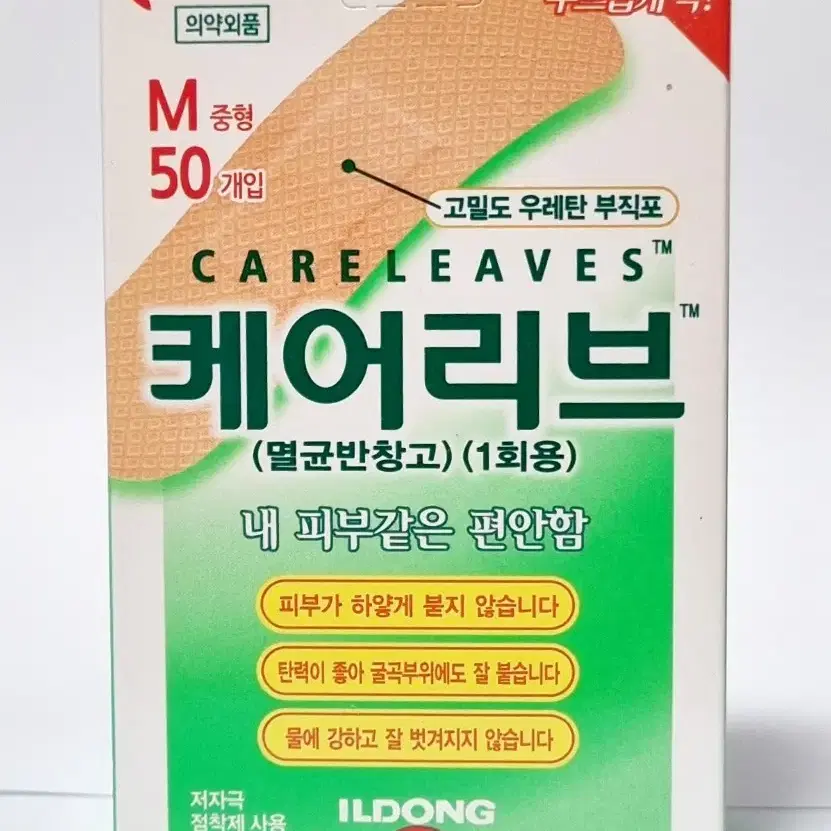 의약외품
M 중형
50 개입
고밀도 우레탄 부직포
CARELEAVES™
케어리브™
(멸균반창고) (1회용)
내 피부같은 편안함
피부가 하얗게 붇지 않습니다
탄력이 좋아 굴곡부위에도 잘 붙습니다
물에 강하고 잘 벗겨지지 않습니다
저자극
점착제 사용
ILDONG